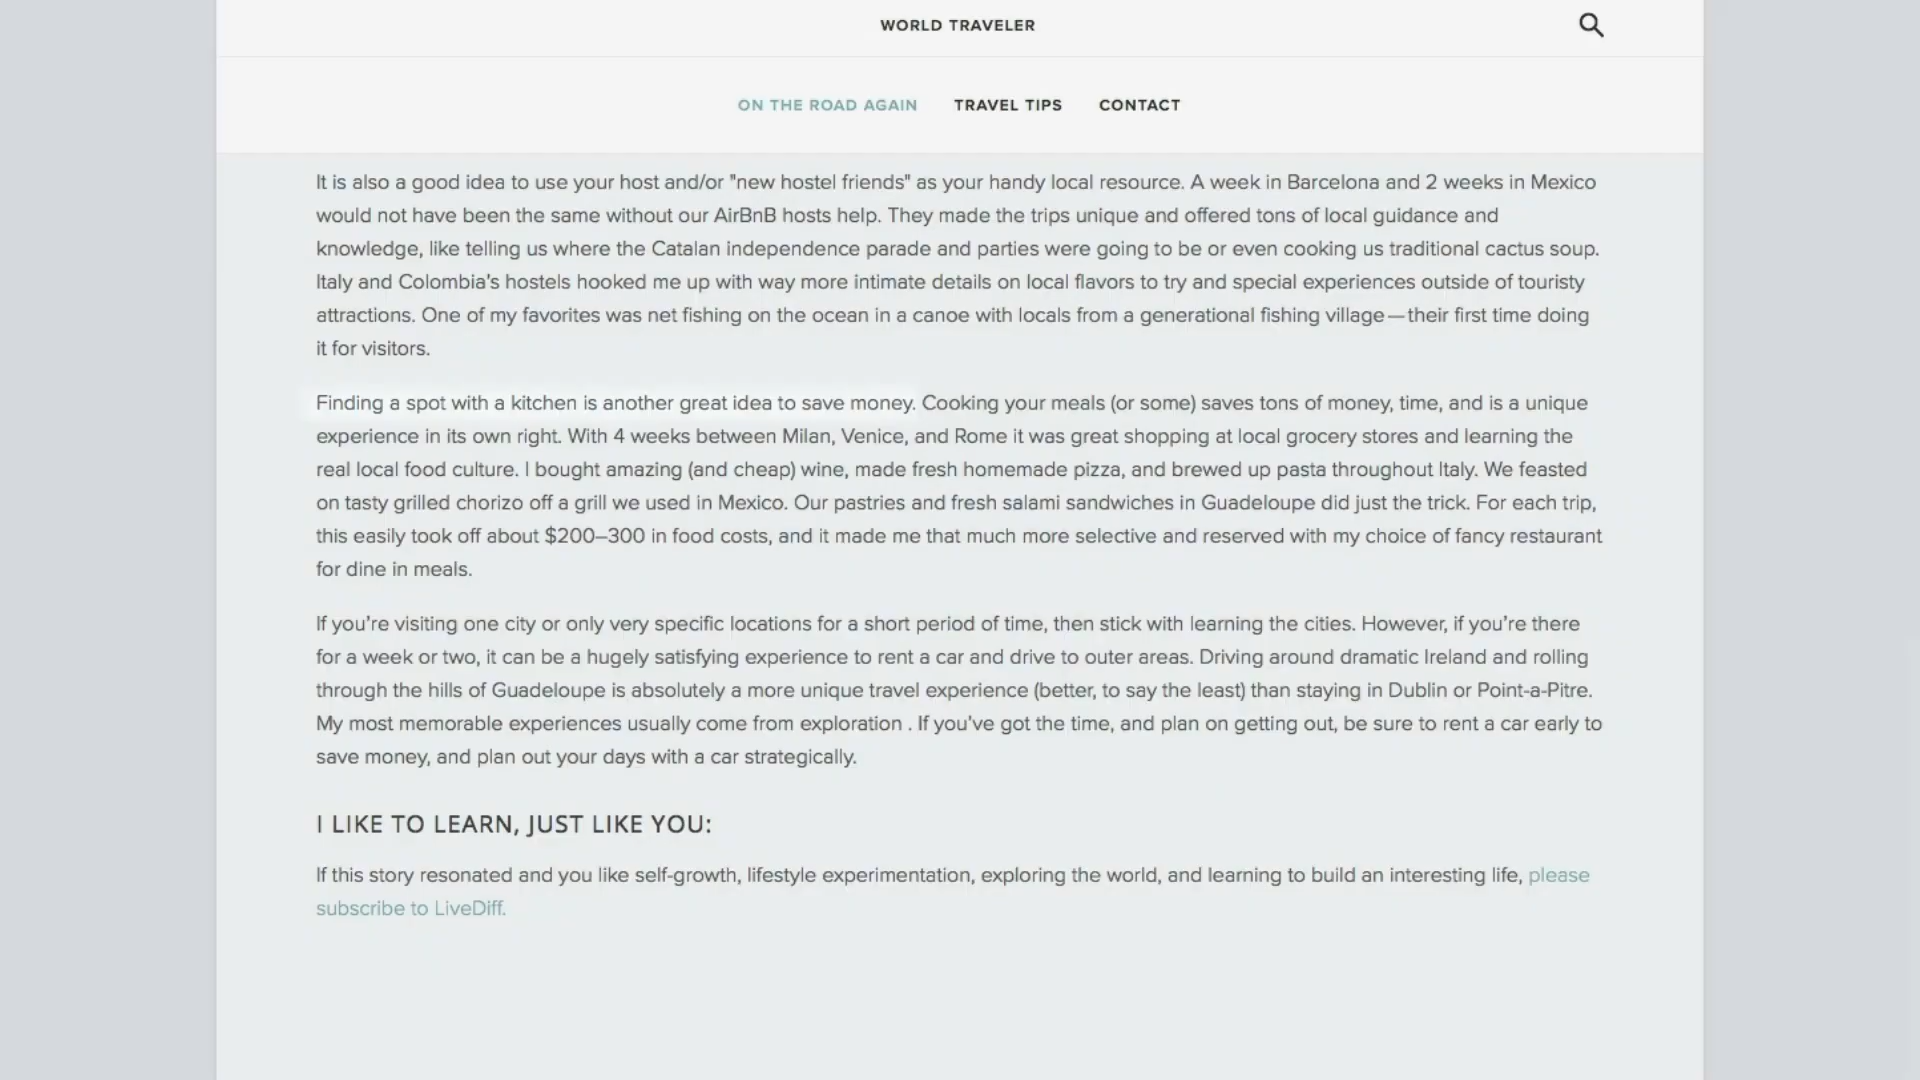 WORLD TRAVELER
ON THE ROAD AGAIN TRAVEL TIPS CONTACT
It is also a good idea to use your host and/or "new hostel friends" as your handy local resource. A week in Barcelona and 2 weeks in Mexico
would not have been the same without our AirBnB hosts help. They made the trips unique and offered tons of local guidance and
knowledge, like telling us where the Catalan independence parade and parties were going to be or even cooking us traditional cactus soup.
Italy and Colombia's hostels hooked me up with way more intimate details on local flavors to try and special experiences outside of touristy
attractions. One of my favorites was net fishing on the ocean in a canoe with locals from a generational fishing village—their first time doing
it for visitors.
Finding a spot with a kitchen is another great idea to save money. Cooking your meals (or some) saves tons of money, time, and is a unique
experience in its own right. With 4 weeks between Milan, Venice, and Rome it was great shopping at local grocery stores and learning the
real local food culture. I bought amazing (and cheap) wine, made fresh homemade pizza, and brewed up pasta throughout Italy. We feasted
on tasty grilled chorizo off a grill we used in Mexico. Our pastries and fresh salami sandwiches in Guadeloupe did just the trick. For each trip,
this easily took off about $200–300 in food costs, and it made me that much more selective and reserved with my choice of fancy restaurant
for dine in meals.
If you're visiting one city or only very specific locations for a short period of time, then stick with learning the cities. However, if you're there
for a week or two, it can be a hugely satisfying experience to rent a car and drive to outer areas. Driving around dramatic Ireland and rolling
through the hills of Guadeloupe is absolutely a more unique travel experience (better, to say the least) than staying in Dublin or Point-a-Pitre.
My most memorable experiences usually come from exploration . If you've got the time, and plan on getting out, be sure to rent a car early to
save money, and plan out your days with a car strategically.
I LIKE TO LEARN, JUST LIKE YOU:
If this story resonated and you like self-growth, lifestyle experimentation, exploring the world, and learning to build an interesting life, please
subscribe to LiveDiff.